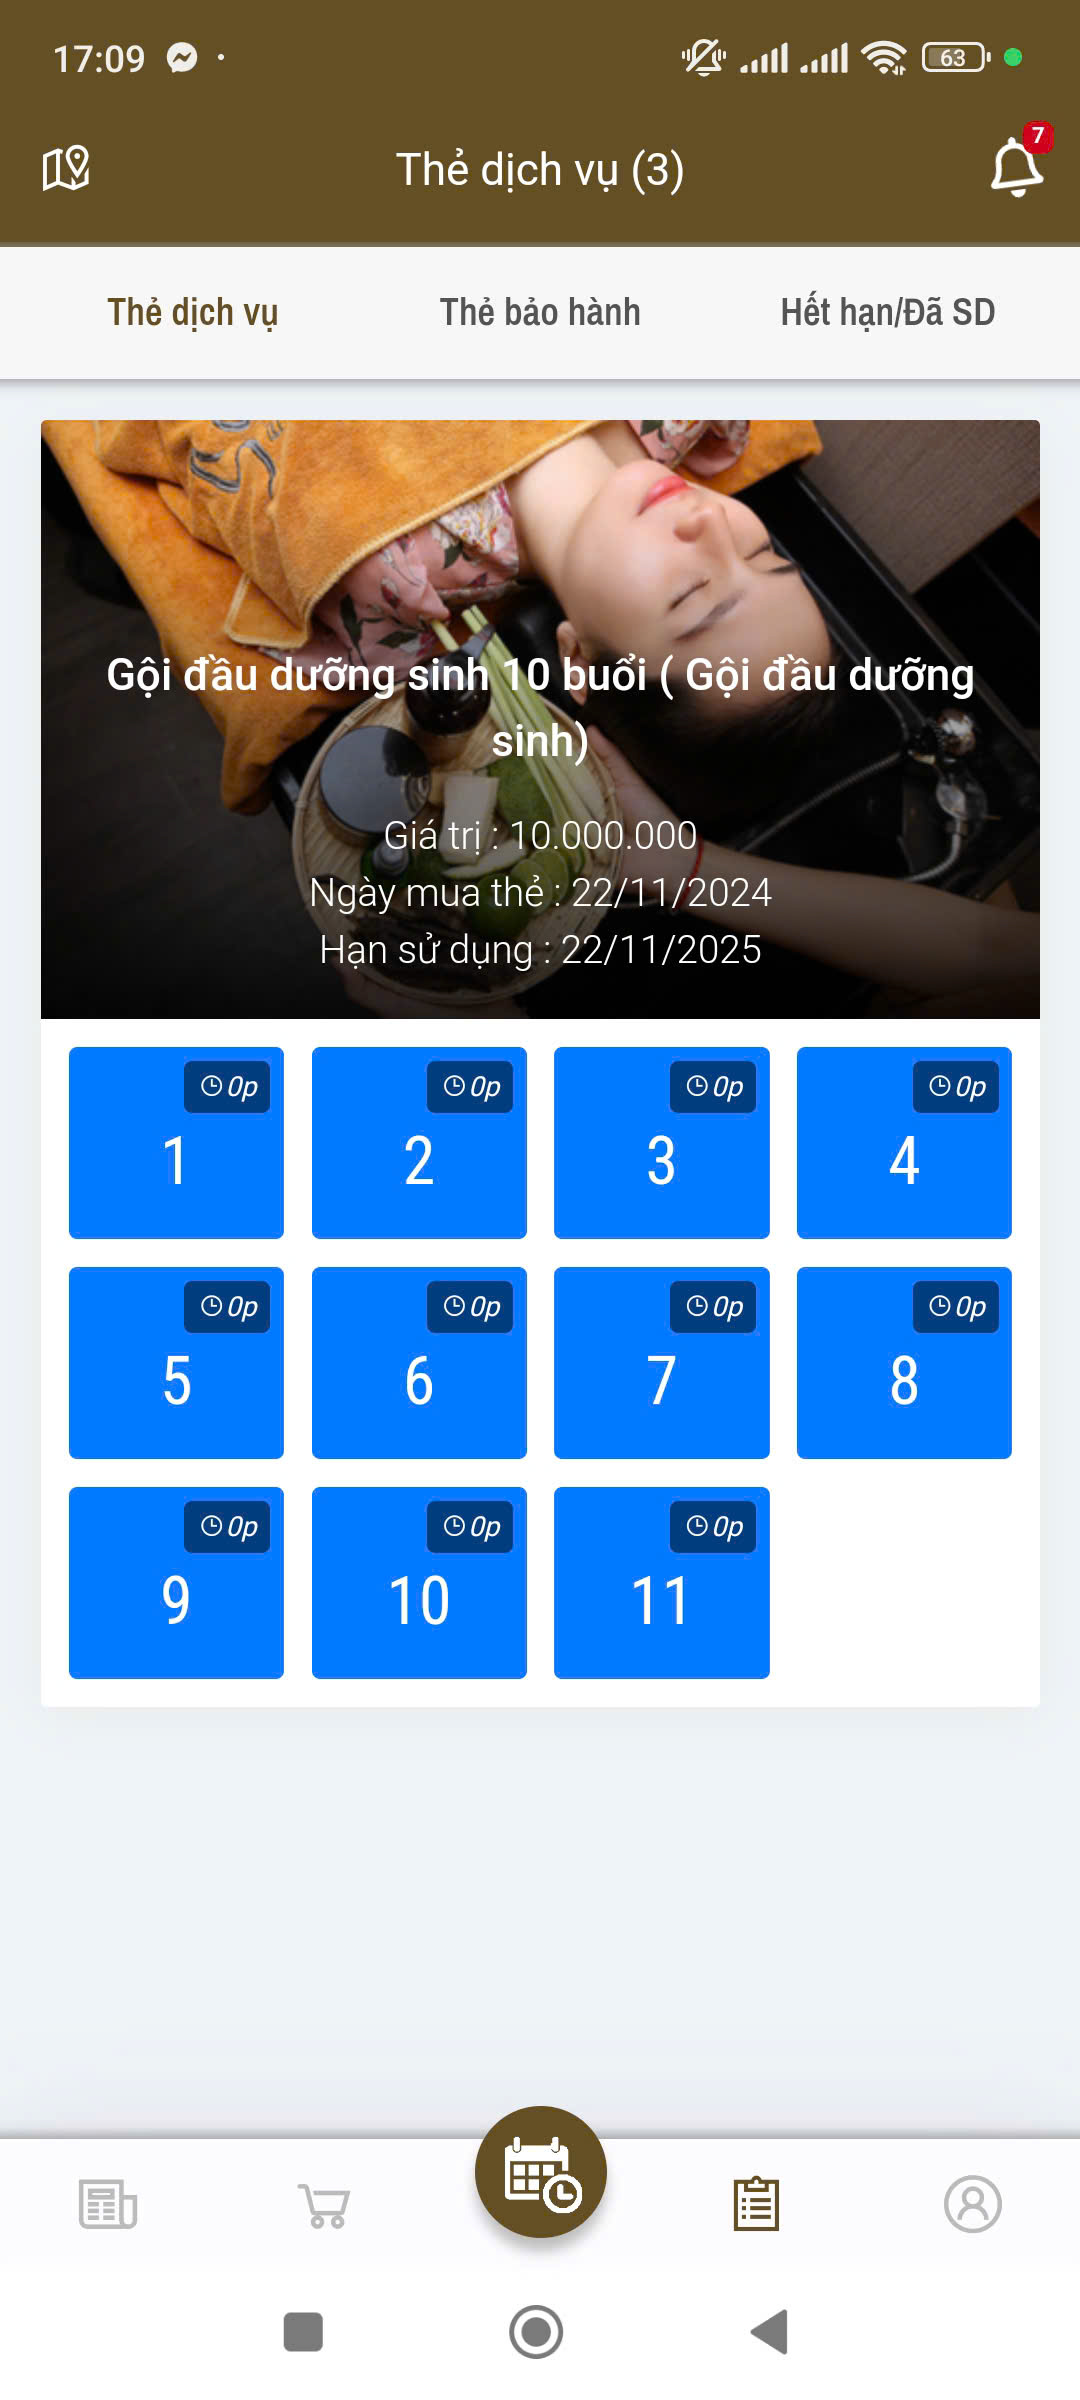 17:09
63
Thẻ dịch vụ (3)
7
Thẻ dịch vụ
Thẻ bảo hành
Hết hạn/Đã SD
Gội đầu dưỡng sinh 10 buổi ( Gội đầu dưỡng
sinh)
Giá trị : 10.000.000
Ngày mua thẻ : 22/11/2024
Hạn sử dụng : 22/11/2025
0p
1
0p
2
0p
3
0p
4
0p
5
0p
6
0p
7
0p
8
0p
9
0p
10
0p
11